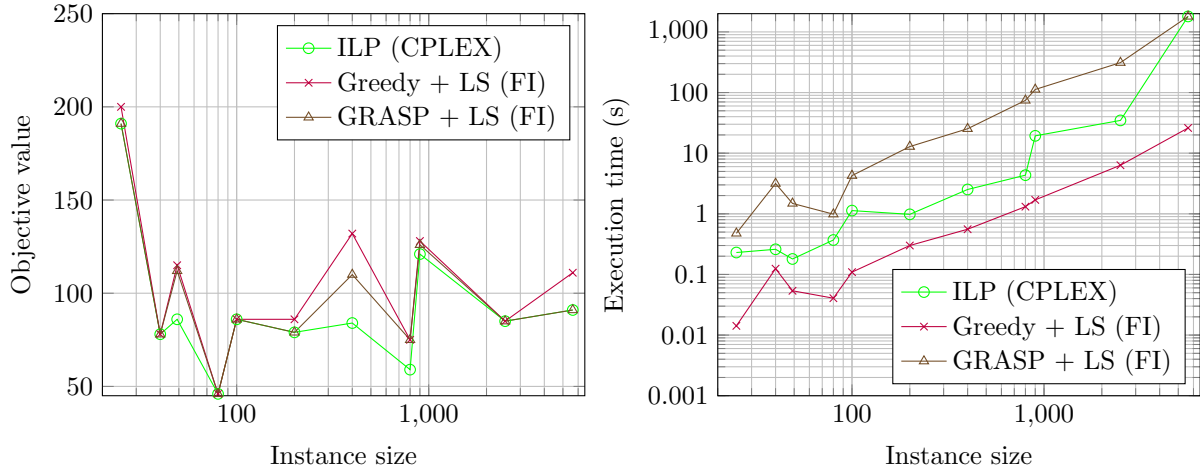 250
200
150
100
50
Objective value
100
1,000
Instance size
ILP (CPLEX)
Greedy + LS (FI)
GRASP + LS (FI)
1,000
100
10
1
0.1
0.01
0.001
Execution time (s)
100
1,000
Instance size
ILP (CPLEX)
Greedy + LS (FI)
GRASP + LS (FI)